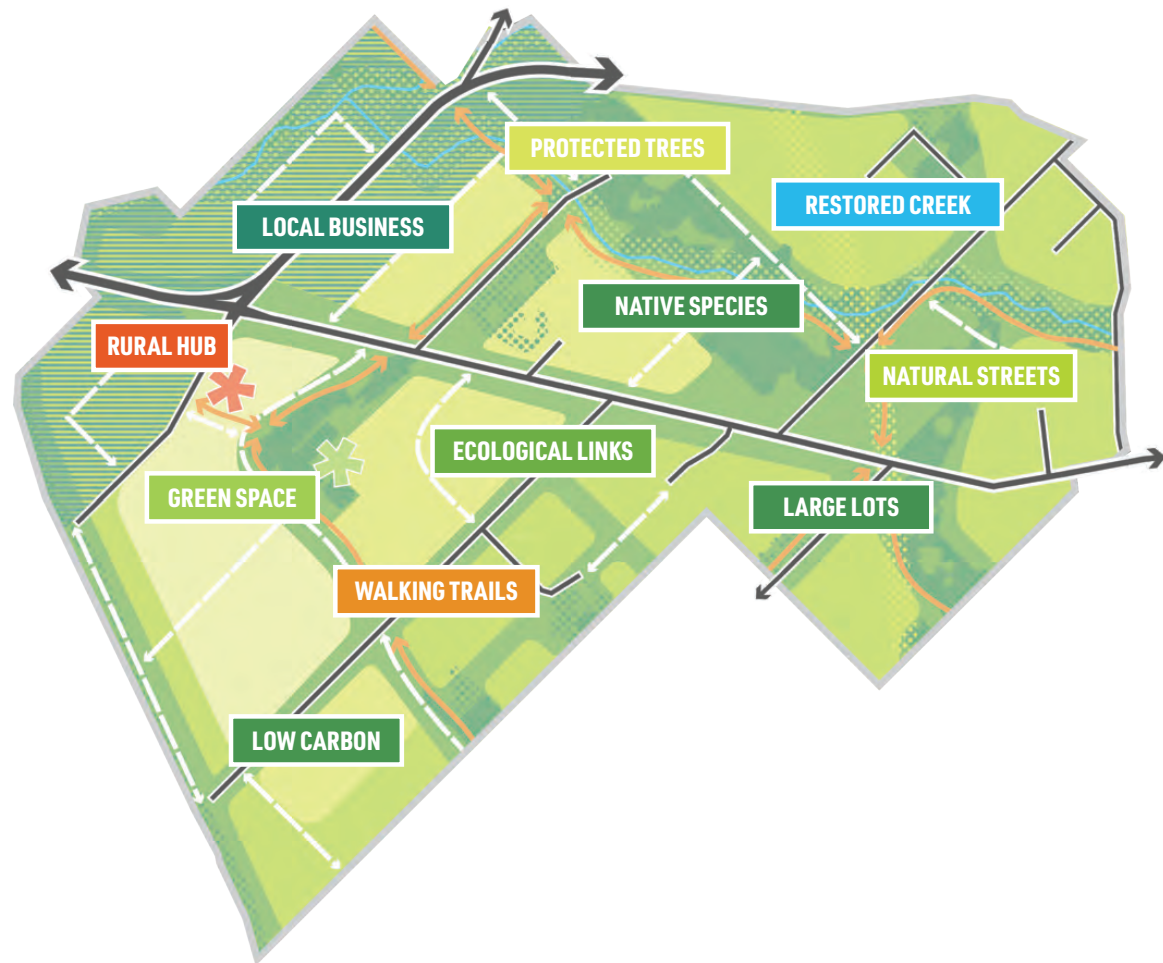 PROTECTED TREES
RESTORED CREEK
LOCAL BUSINESS
NATIVE SPECIES
RURAL HUB
NATURAL STREETS
ECOLOGICAL LINKS
GREEN SPACE
LARGE LOTS
WALKING TRAILS
LOW CARBON